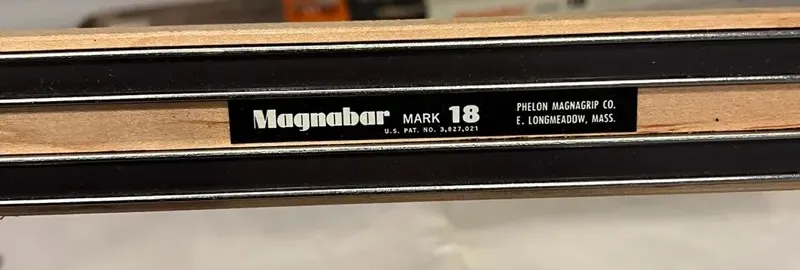 Magnabar MARK 18
U.S. PAT. NO. 3,827,021
PHELON MAGNAGRIP CO.
E. LONGMEADOW, MASS.